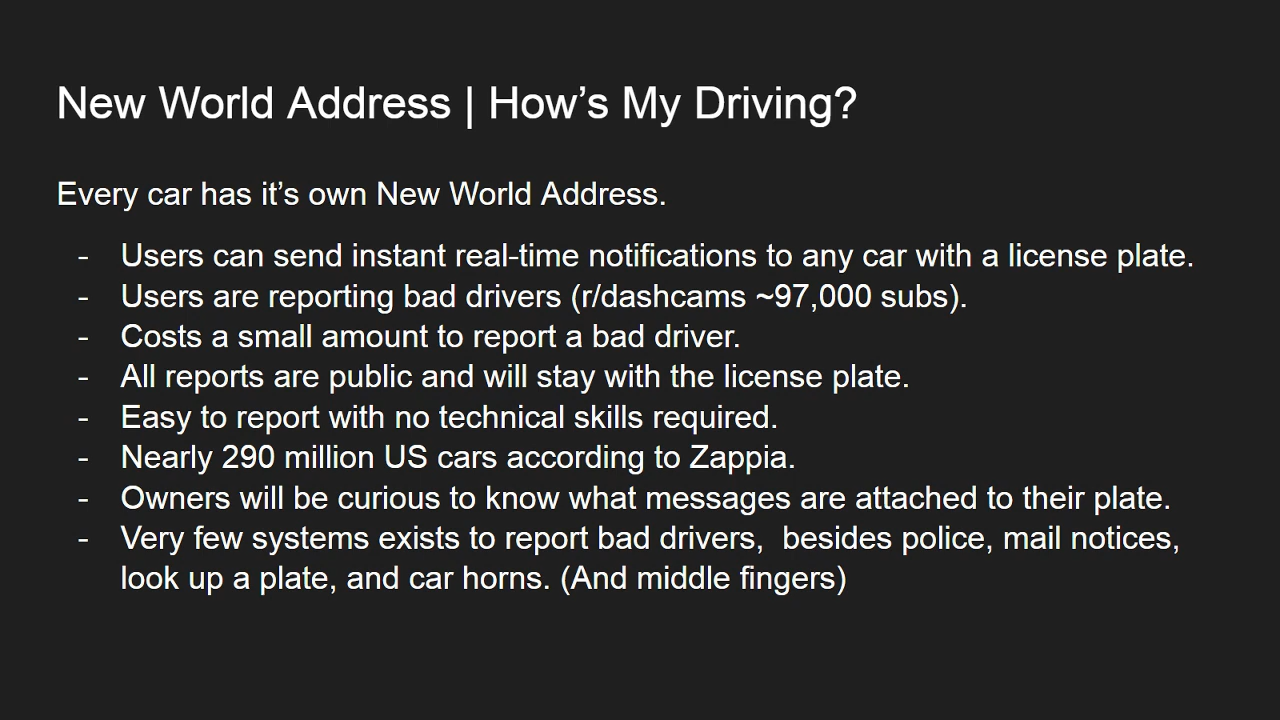 New World Address | How’s My Driving?
Every car has it’s own New World Address.
- Users can send instant real-time notifications to any car with a license plate.
- Users are reporting bad drivers (r/dashcams ~97,000 subs).
- Costs a small amount to report a bad driver.
- All reports are public and will stay with the license plate.
- Easy to report with no technical skills required.
- Nearly 290 million US cars according to Zappia.
- Owners will be curious to know what messages are attached to their plate.
- Very few systems exists to report bad drivers,  besides police, mail notices,
look up a plate, and car horns. (And middle fingers)